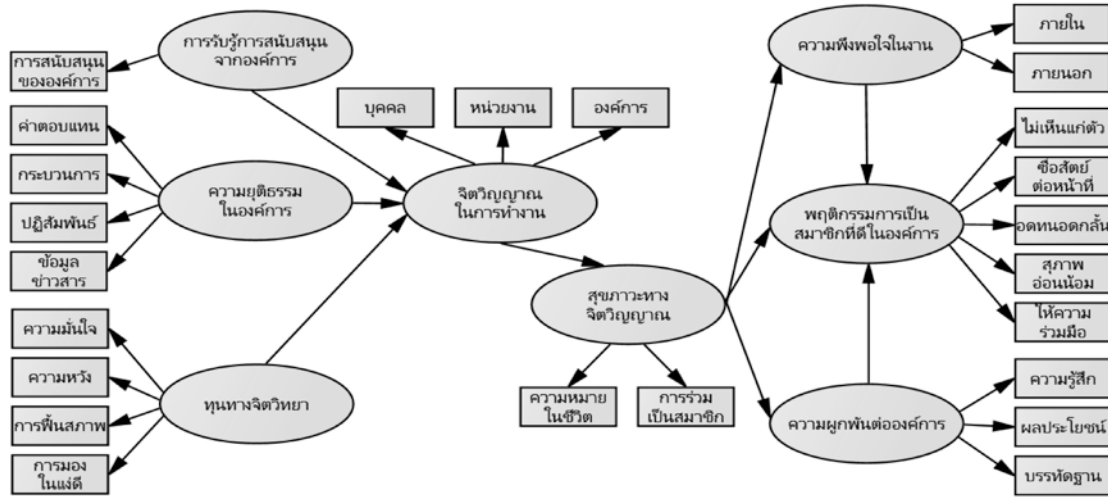 การรับรู้การสนับสนุน
จากองค์การ
การสนับสนุน
ขององค์การ
ค่าตอบแทน
กระบวนการ
ปฏิสัมพันธ์
ข้อมูล
ข่าวสาร
ความยุติธรรม
ในองค์การ
ความมั่นใจ
ความหวัง
การฟื้นสภาพ
การมอง
ในแง่ดี
ทุนทางจิตวิทยา
บุคคล
หน่วยงาน
องค์การ
จิตวิญญาณ
ในการทำงาน
สุขภาวะทาง
จิตวิญญาณ
ความหมาย
ในชีวิต
การร่วม
เป็นสมาชิก
ความพึงพอใจในงาน
ภายใน
ภายนอก
พฤติกรรมการเป็น
สมาชิกที่ดีในองค์การ
ไม่เห็นแก่ตัว
ซื่อสัตย์
ต่อหน้าที่
อดทนอดกลั้น
สุภาพ
อ่อนน้อม
ให้ความ
ร่วมมือ
ความผูกพันต่อองค์การ
ความรู้สึก
ผลประโยชน์
บรรทัดฐาน